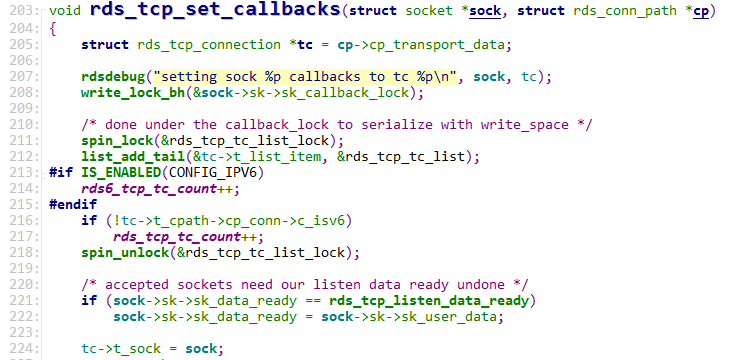 203: void rds_tcp_set_callbacks(struct socket *sock, struct rds_conn_path *cp)
204: {
205:     struct rds_tcp_connection *tc = cp->cp_transport_data;
206:
207:     rdsdebug("setting sock %p callbacks to tc %p\n", sock, tc);
208:     write_lock_bh(&sock->sk->sk_callback_lock);
209:
210:     /* done under the callback_lock to serialize with write_space */
211:     spin_lock(&rds_tcp_tc_list_lock);
212:     list_add_tail(&tc->t_list_item, &rds_tcp_tc_list);
213: #if IS_ENABLED(CONFIG_IPV6)
214:     rds6_tcp_tc_count++;
215: #endif
216:     if (!tc->t_cpath->cp_conn->c_isv6)
217:         rds_tcp_tc_count++;
218:     spin_unlock(&rds_tcp_tc_list_lock);
219:
220:     /* accepted sockets need our listen data ready undone */
221:     if (sock->sk->sk_data_ready == rds_tcp_listen_data_ready)
222:         sock->sk->sk_data_ready = sock->sk->sk_user_data;
223:
224:     tc->t_sock = sock;